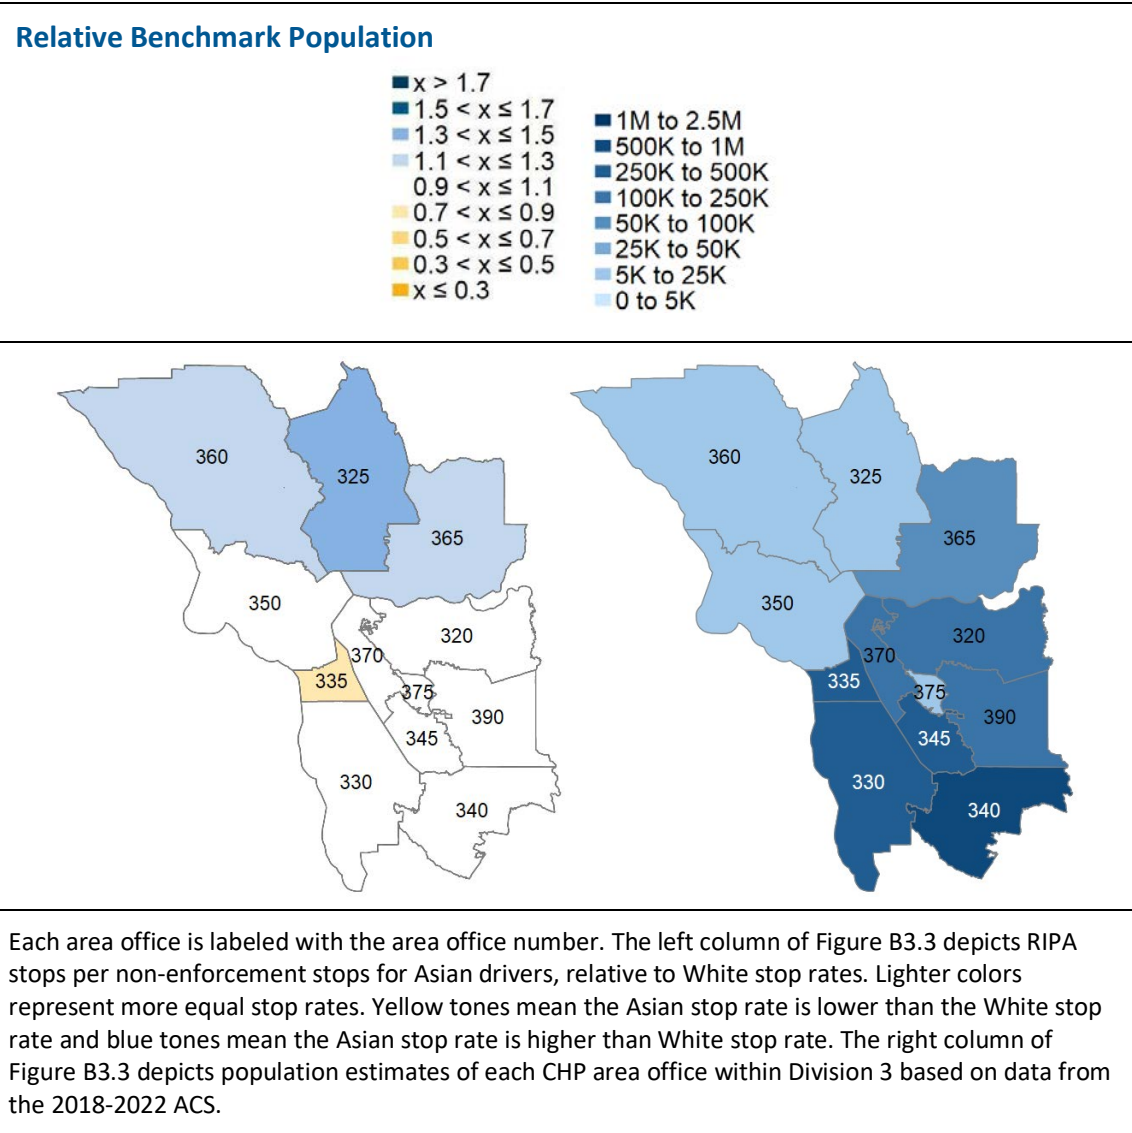 Relative Benchmark Population
x > 1.7
1.5 < x ≤ 1.7
1.3 < x ≤ 1.5
1.1 < x ≤ 1.3
0.9 < x ≤ 1.1
0.7 < x ≤ 0.9
0.5 < x ≤ 0.7
0.3 < x ≤ 0.5
x ≤ 0.3
1M to 2.5M
500K to 1M
250K to 500K
100K to 250K
50K to 100K
25K to 50K
5K to 25K
0 to 5K
360
325
365
350
320
370
335
375
390
345
330
340
360
325
365
350
320
370
335
375
390
345
330
340
Each area office is labeled with the area office number. The left column of Figure B3.3 depicts RIPA
stops per non-enforcement stops for Asian drivers, relative to White stop rates. Lighter colors
represent more equal stop rates. Yellow tones mean the Asian stop rate is lower than the White stop
rate and blue tones mean the Asian stop rate is higher than White stop rate. The right column of
Figure B3.3 depicts population estimates of each CHP area office within Division 3 based on data from
the 2018-2022 ACS.